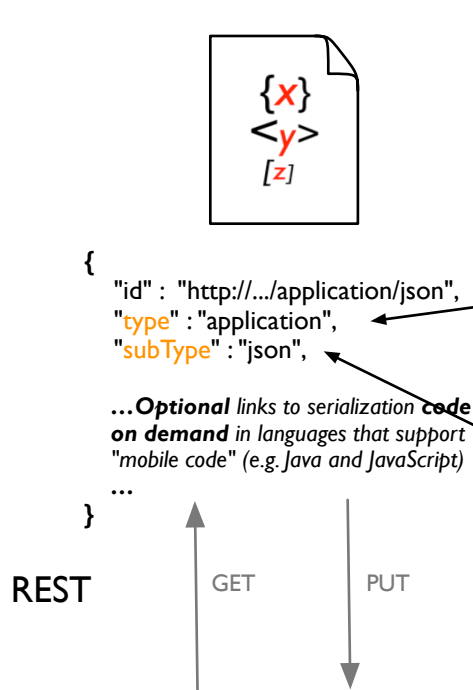 {x}
<y>
[z]
{
"id" : "http://.../application/json",
"type" : "application",
"subType" : "json",
...Optional links to serialization code
on demand in languages that support
"mobile code" (e.g. Java and JavaScript)
...
}
REST GET PUT